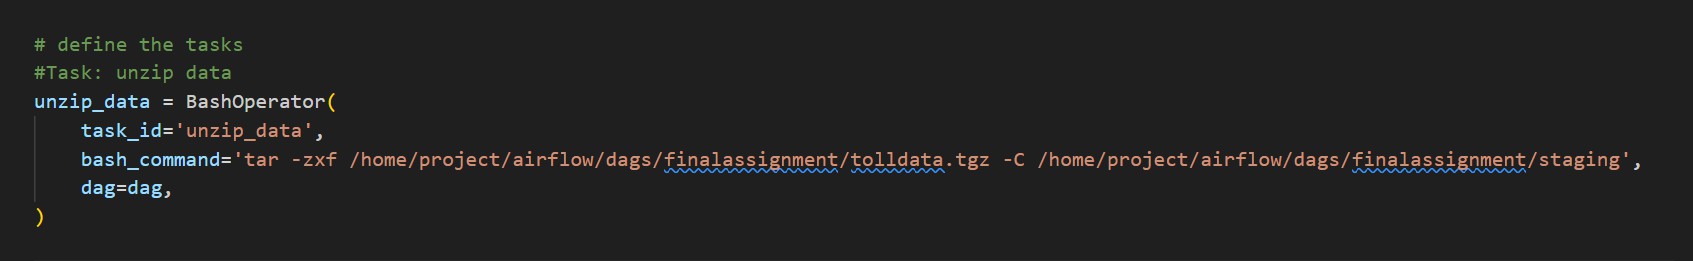 # define the tasks
#Task: unzip data
unzip_data = BashOperator(
    task_id='unzip_data',
    bash_command='tar -zxf /home/project/airflow/dags/finalassignment/tolldata.tgz -C /home/project/airflow/dags/finalassignment/staging',
    dag=dag,
)